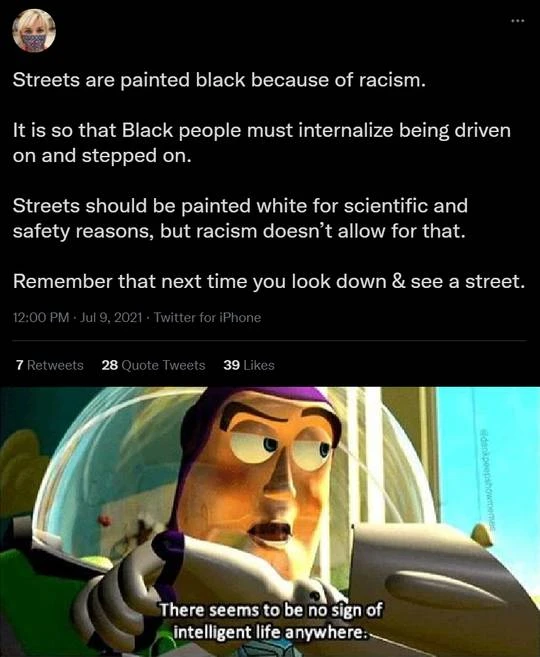 Streets are painted black because of racism.
It is so that Black people must internalize being driven
on and stepped on.
Streets should be painted white for scientific and
safety reasons, but racism doesn't allow for that.
Remember that next time you look down & see a street.
12:00 PM · Jul 9, 2021 · Twitter for iPhone
7 Retweets 28 Quote Tweets 39 Likes
There seems to be no sign of
intelligent life anywhere.